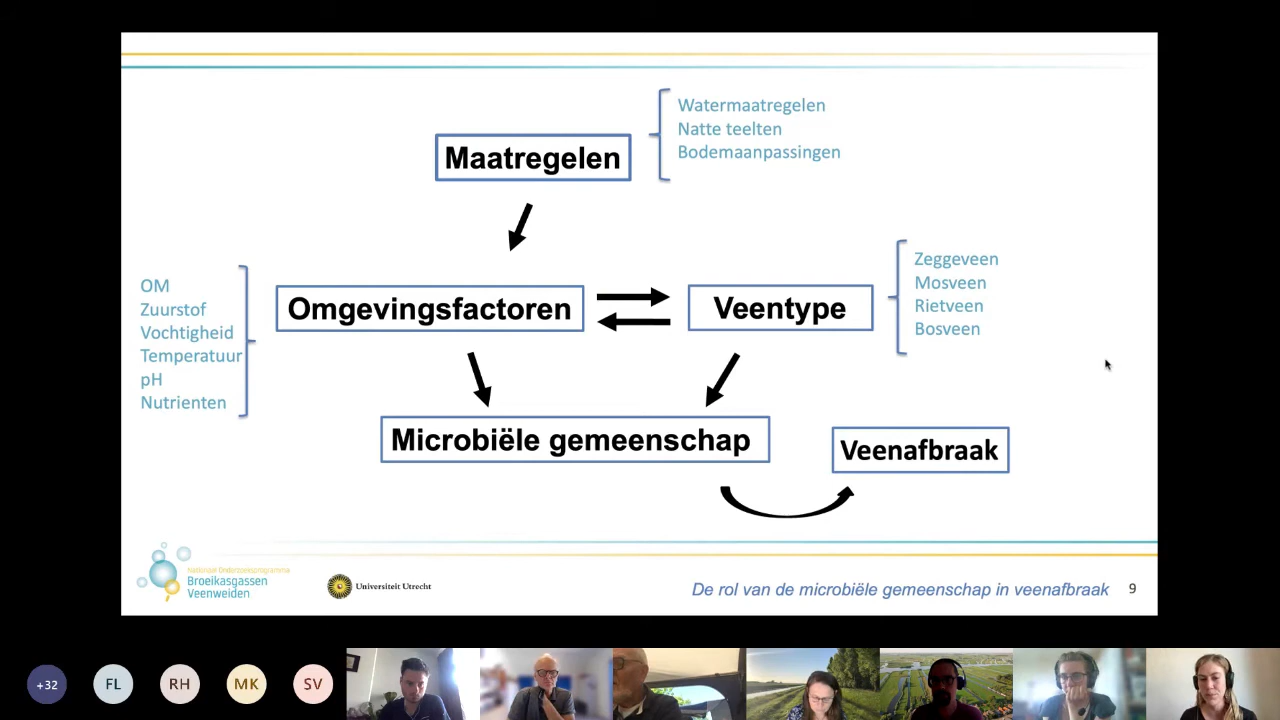 Watermaatregelen
Natte teelten
Bodemaanpassingen
Maatregelen
OM
Zuurstof
Vochtigheid
Temperatuur
pH
Nutrienten
Omgevingsfactoren
Veentype
Zeggeveen
Mosveen
Rietveen
Bosveen
Microbiële gemeenschap
Veenafbraak
Nationale Onderzoeksprogramma
Broeikasgassen
Veenweiden
Universiteit Utrecht
De rol van de microbiële gemeenschap in veenafbraak 9
+32 FL RH MK SV